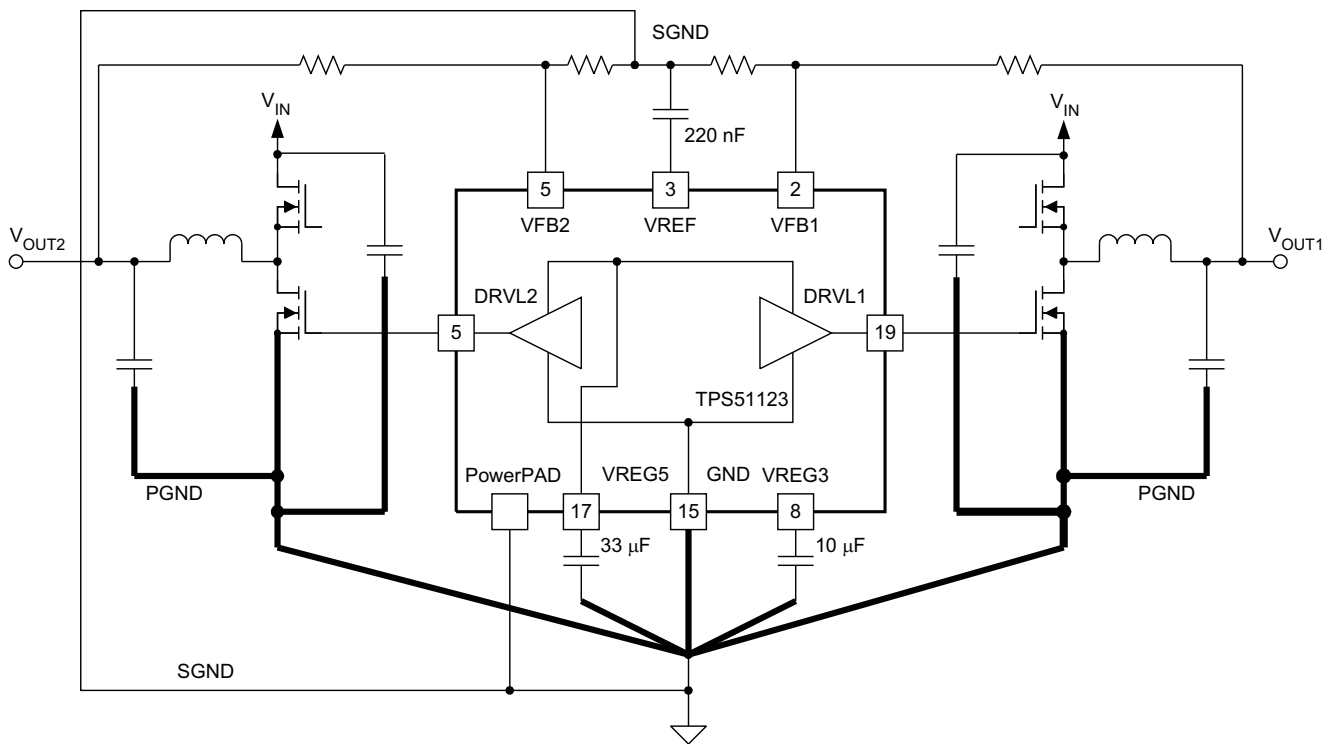 SGND
V_IN
V_IN
220 nF
5
3
2
VFB2
VREF
VFB1
V_OUT2
V_OUT1
DRVL2
DRVL1
5
19
TPS51123
PowerPAD
VREG5
GND
VREG3
PGND
PGND
17
15
8
33 μF
10 μF
SGND